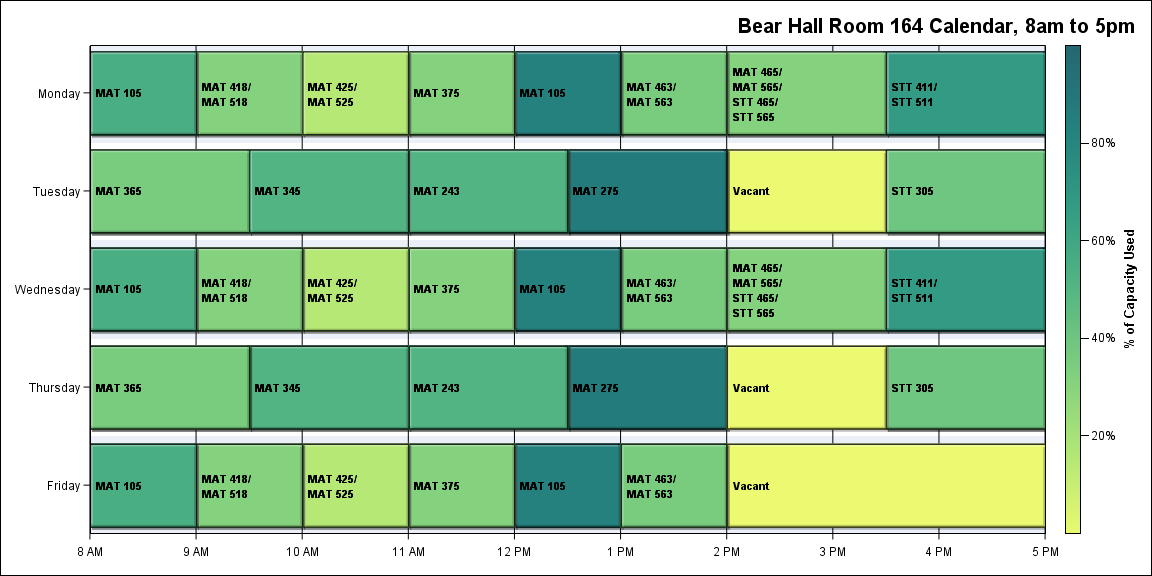 Bear Hall Room 164 Calendar, 8am to 5pm
Monday
MAT 105
MAT 418/
MAT 518
MAT 425/
MAT 525
MAT 375
MAT 105
MAT 463/
MAT 563
MAT 465/
MAT 565/
STT 465/
STT 565
STT 411/
STT 511
Tuesday
MAT 365
MAT 345
MAT 243
MAT 275
Vacant
STT 305
Wednesday
MAT 105
MAT 418/
MAT 518
MAT 425/
MAT 525
MAT 375
MAT 105
MAT 463/
MAT 563
MAT 465/
MAT 565/
STT 465/
STT 565
STT 411/
STT 511
Thursday
MAT 365
MAT 345
MAT 243
MAT 275
Vacant
STT 305
Friday
MAT 105
MAT 418/
MAT 518
MAT 425/
MAT 525
MAT 375
MAT 105
MAT 463/
MAT 563
Vacant
8 AM
9 AM
10 AM
11 AM
12 PM
1 PM
2 PM
3 PM
4 PM
5 PM
80%
60%
40%
20%
% of Capacity Used